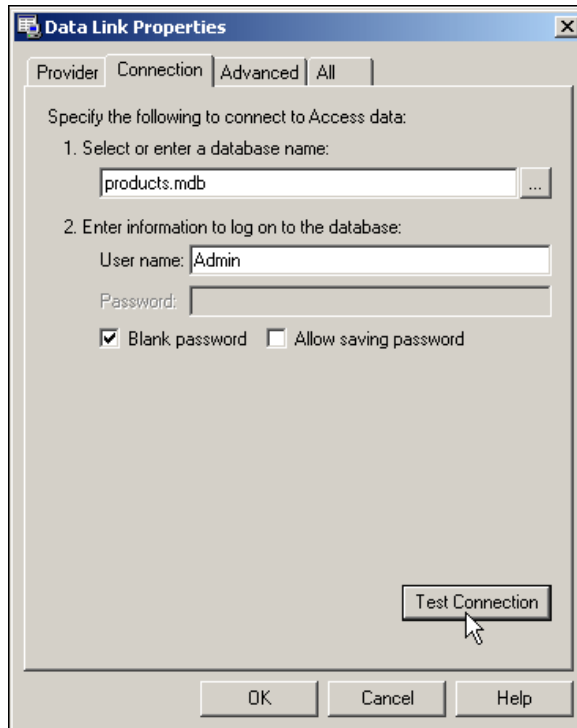 Data Link Properties
Provider Connection Advanced All
Specify the following to connect to Access data:
1. Select or enter a database name:
products.mdb ...
2. Enter information to log on to the database:
User name: Admin
Password:
Blank password Allow saving password
Test Connection
OK Cancel Help